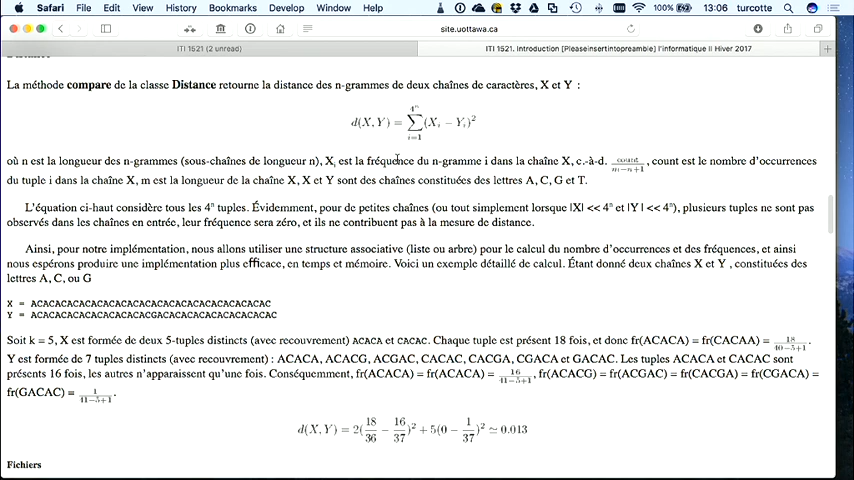 Safari File Edit View History Bookmarks Develop Window Help 100% 13:06 turcotte
site.uottawa.ca
ITI 1521 (2 unread) ITI 1521. Introduction [Pleaseinsertintopreamble] l'informatique II Hiver 2017
La méthode compare de la classe Distance retourne la distance des n-grammes de deux chaînes de caractères, X et Y :
d(X, Y) = 4^n ∑ i=1 (X_i − Y_i)^2
où n est la longueur des n-grammes (sous-chaînes de longueur n), X_i est la fréquence du n-gramme i dans la chaîne X, c.-à-d. count/(m−n+1), count est le nombre d'occurrences
du tuple i dans la chaîne X, m est la longueur de la chaîne X, X et Y sont des chaînes constituées des lettres A, C, G et T.
L'équation ci-haut considère tous les 4^n tuples. Évidemment, pour de petites chaînes (ou tout simplement lorsque |X| << 4^n et |Y | << 4^n), plusieurs tuples ne sont pas
observés dans les chaînes en entrée, leur fréquence sera zéro, et ils ne contribuent pas à la mesure de distance.
Ainsi, pour notre implémentation, nous allons utiliser une structure associative (liste ou arbre) pour le calcul du nombre d'occurrences et des fréquences, et ainsi
nous espérons produire une implémentation plus efficace, en temps et mémoire. Voici un exemple détaillé de calcul. Étant donné deux chaînes X et Y , constituées des
lettres A, C, ou G
X = ACACACACACACACACACACACACACACACACACACACAC
Y = ACACACACACACACACACACGACACACACACACACACACAC
Soit k = 5, X est formée de deux 5-tuples distincts (avec recouvrement) ACACA et CACAC. Chaque tuple est présent 18 fois, et donc fr(ACACA) = fr(CACAA) = 18/(40−5+1).
Y est formée de 7 tuples distincts (avec recouvrement) : ACACA, ACACG, ACGAC, CACAC, CACGA, CGACA et GACAC. Les tuples ACACA et CACAC sont
présents 16 fois, les autres n'apparaissent qu'une fois. Conséquemment, fr(ACACA) = fr(ACACA) = 16/(41−5+1), fr(ACACG) = fr(ACGAC) = fr(CACGA) = fr(CGACA) =
fr(GACAC) = 1/(41−5+1).
d(X, Y) = 2(18/36 − 16/37)^2 + 5(0 − 1/37)^2 ≃ 0.013
Fichiers